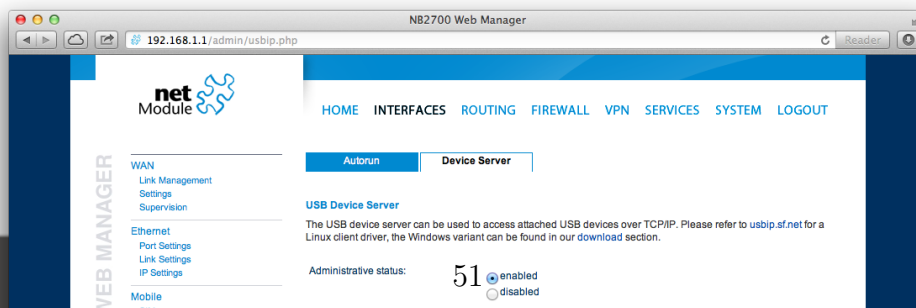 NB2700 Web Manager
192.168.1.1/admin/usbip.php
Reader
net
Module
HOME INTERFACES ROUTING FIREWALL VPN SERVICES SYSTEM LOGOUT
WEB MANAGER
Autorun
Device Server
WAN
Link Management
Settings
Supervision
Ethernet
Port Settings
Link Settings
IP Settings
Mobile
USB Device Server
The USB device server can be used to access attached USB devices over TCP/IP. Please refer to usbip.sf.net for a
Linux client driver, the Windows variant can be found in our download section.
Administrative status:
51
enabled
disabled